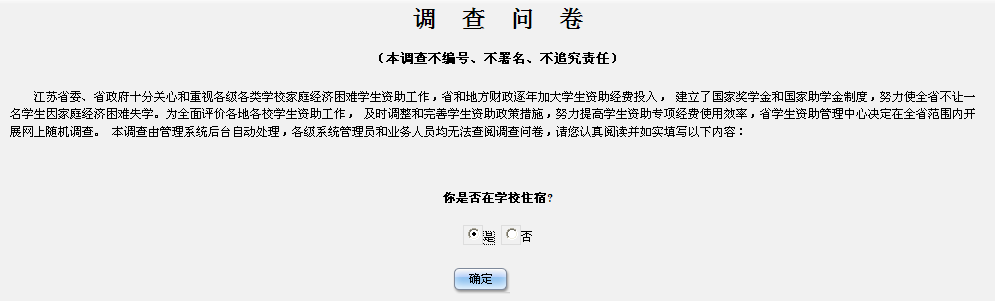 调 查 问 卷
（本调查不编号、不署名、不追究责任）
江苏省委、省政府十分关心和重视各级各类学校家庭经济困难学生资助工作，省和地方财政逐年加大学生资助经费投入， 建立了国家奖学金和国家助学金制度，努力使全省不让一
名学生因家庭经济困难失学。为全面评价各地各校学生资助工作， 及时调整和完善学生资助政策措施，努力提高学生资助专项经费使用效率，省学生资助管理中心决定在全省范围内开
展网上随机调查。 本调查由管理系统后台自动处理，各级系统管理员和业务人员均无法查阅调查问卷，请您认真阅读并如实填写以下内容：
你是否在学校住宿?
是 否
确定